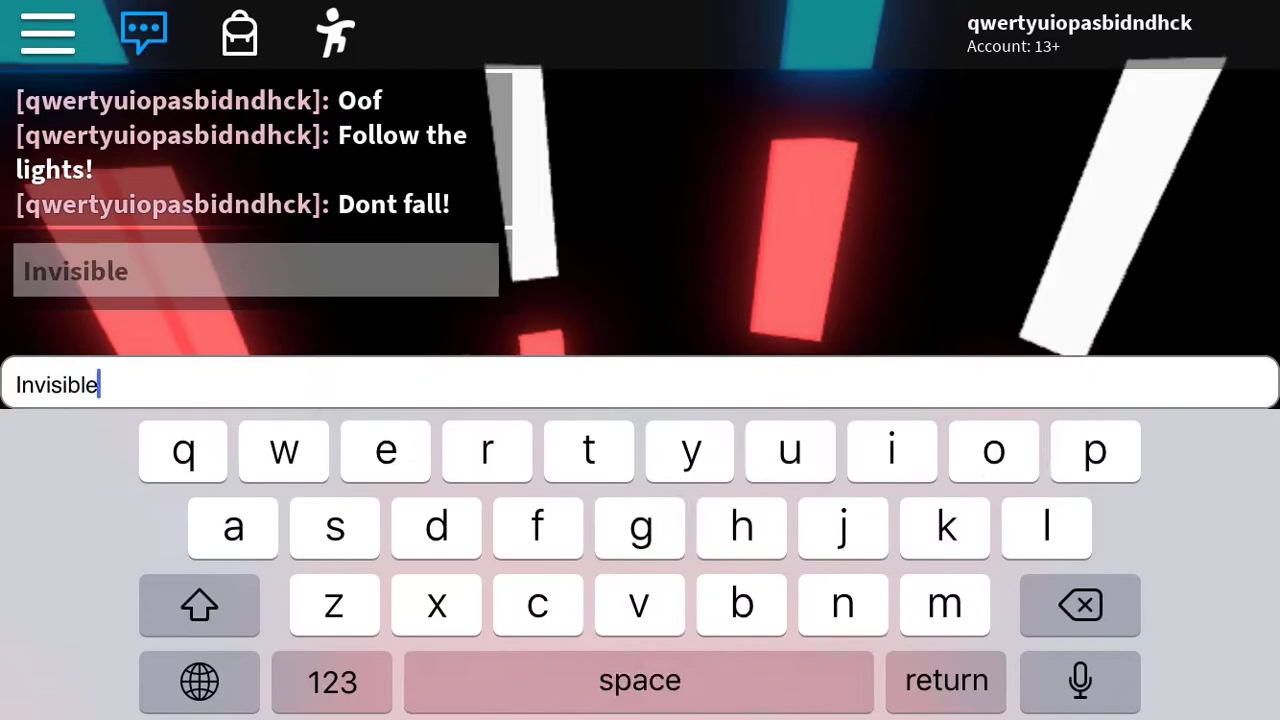 qwertyuiopasbidndhck
Account: 13+
[qwertyuiopasbidndhck]: Oof
[qwertyuiopasbidndhck]: Follow the
lights!
[qwertyuiopasbidndhck]: Dont fall!
Invisible
Invisible
q w e r t y u i o p
a s d f g h j k l
z x c v b n m
123 space return